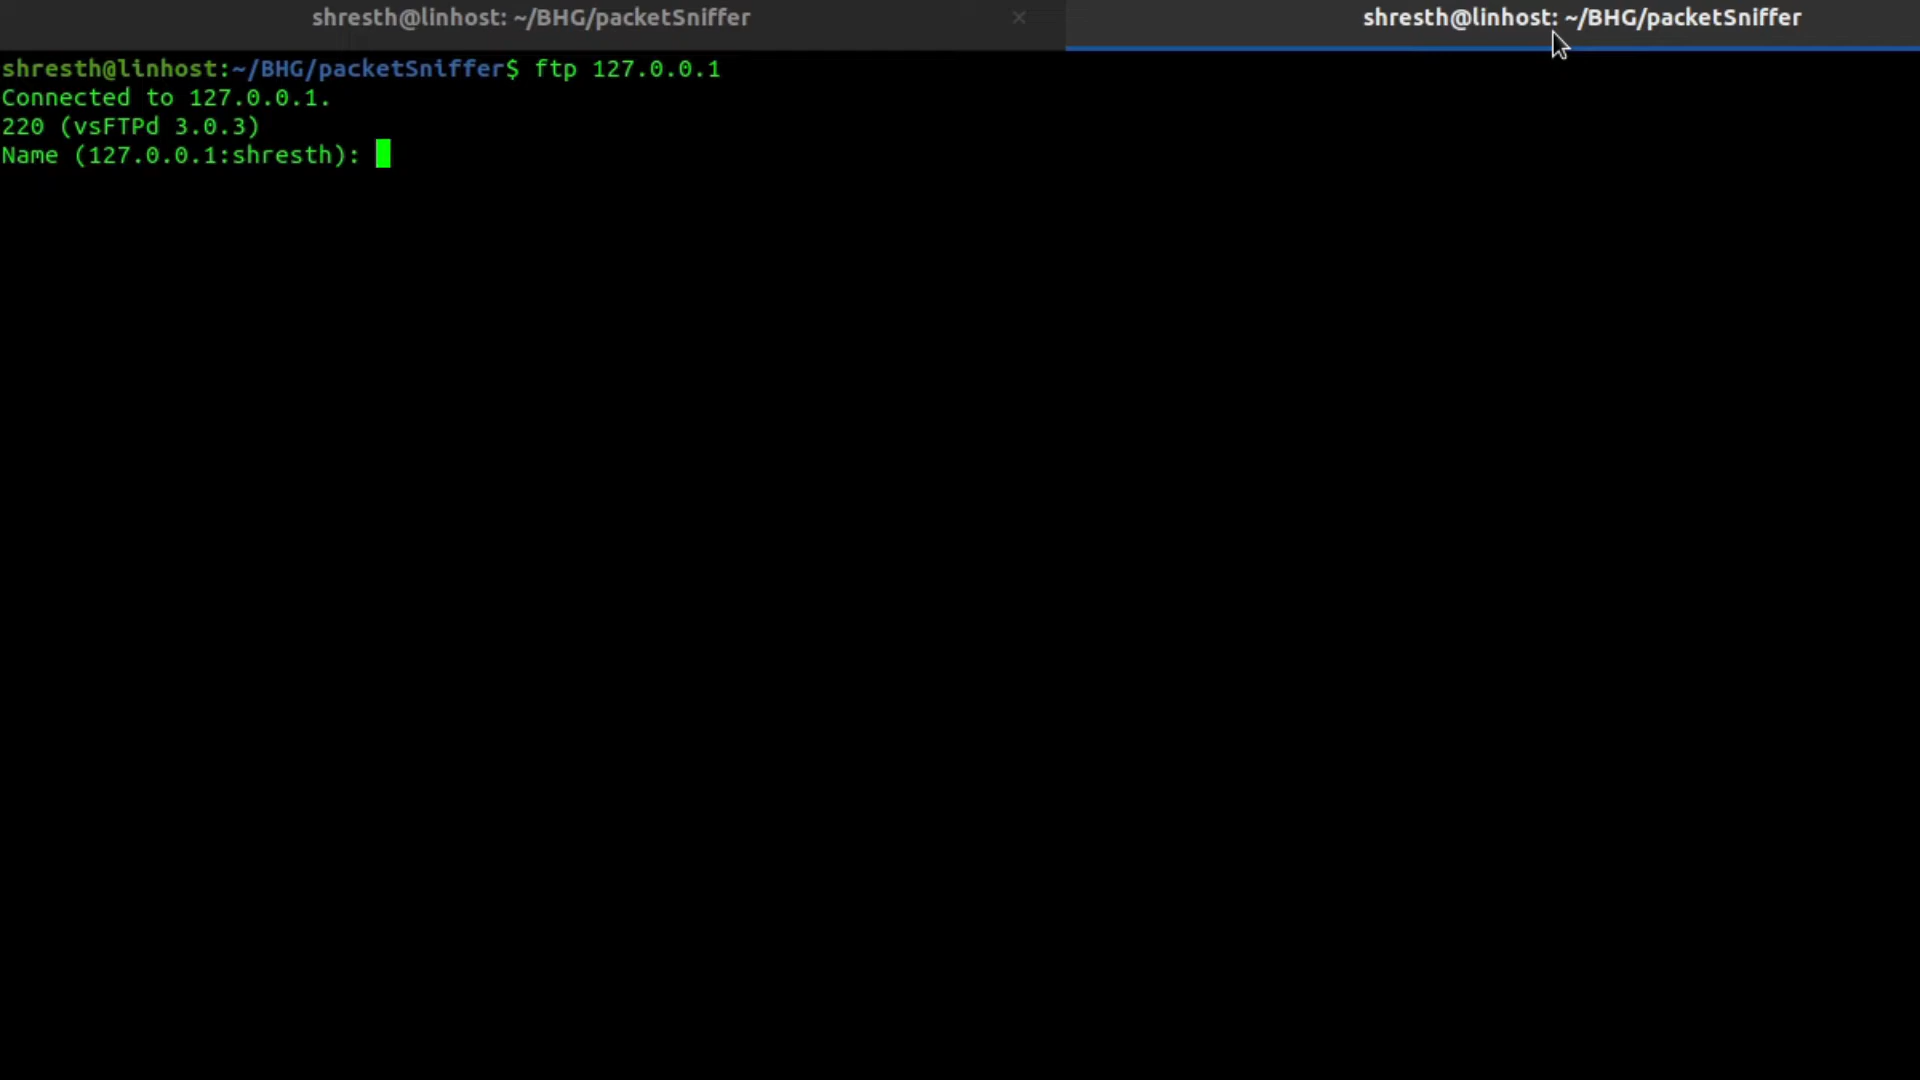 shresth@linhost: ~/BHG/packetSniffer × shresth@linhost: ~/BHG/packetSniffer
shresth@linhost:~/BHG/packetSniffer$ ftp 127.0.0.1
Connected to 127.0.0.1.
220 (vsFTPd 3.0.3)
Name (127.0.0.1:shresth):